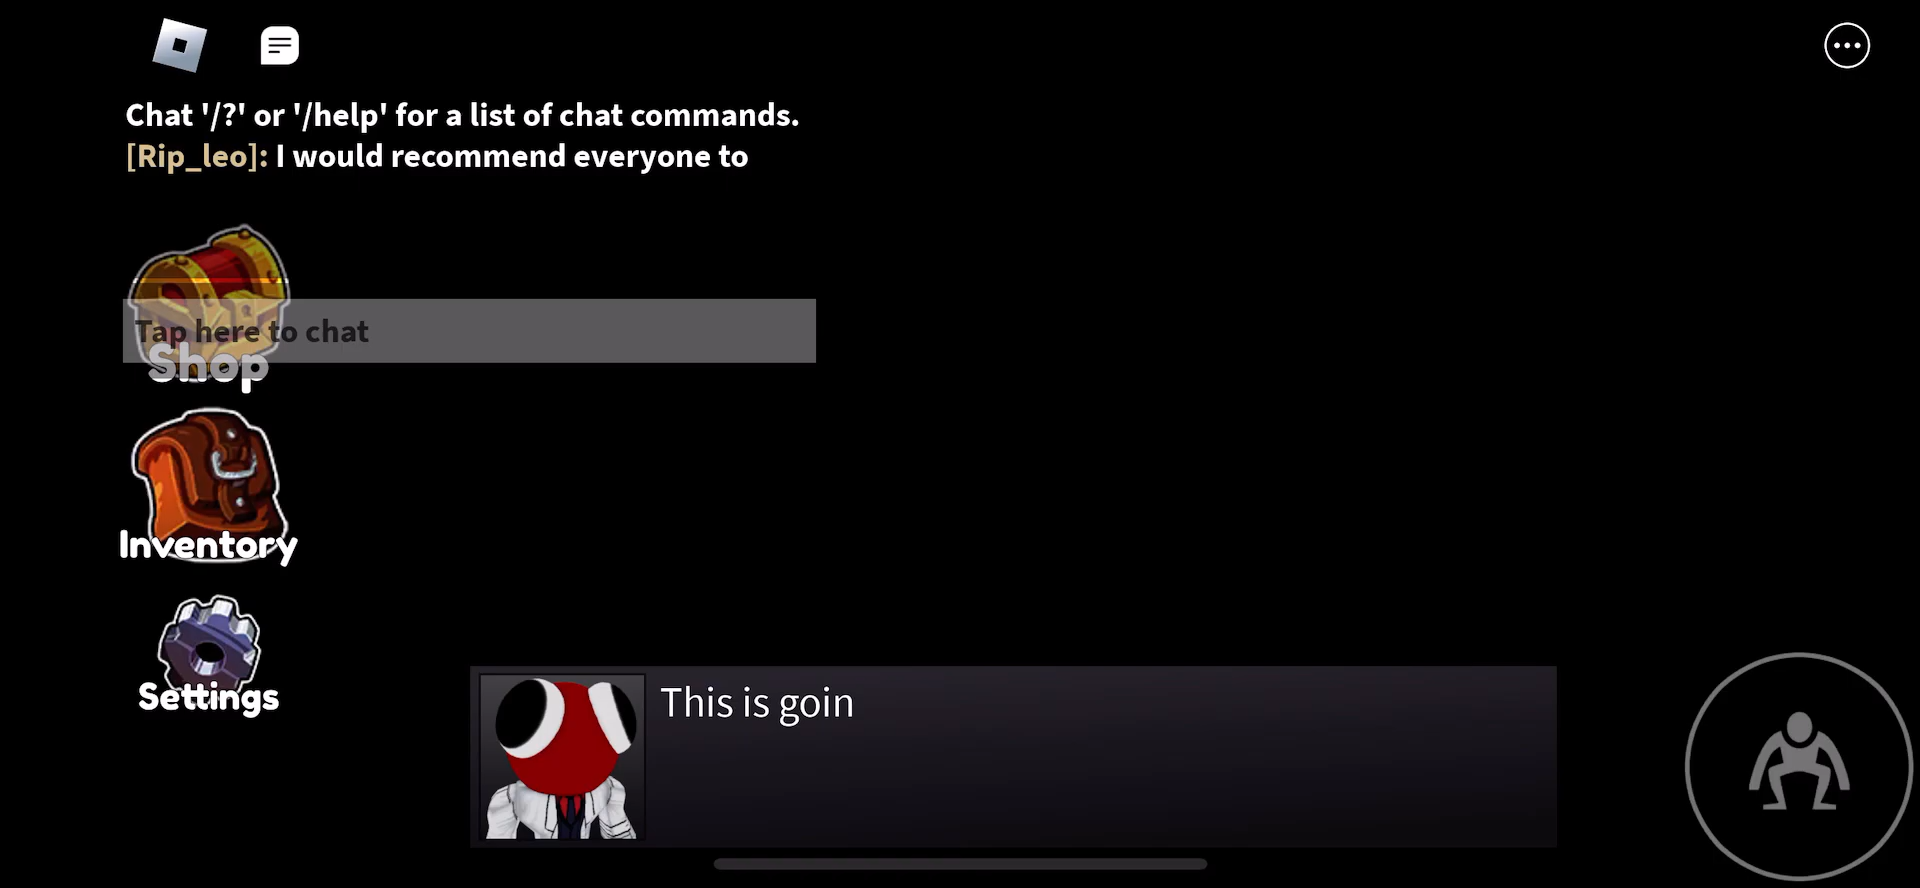 Chat '/?' or '/help' for a list of chat commands.
[Rip_leo]: I would recommend everyone to
Tap here to chat
Shop
Inventory
Settings
This is goin